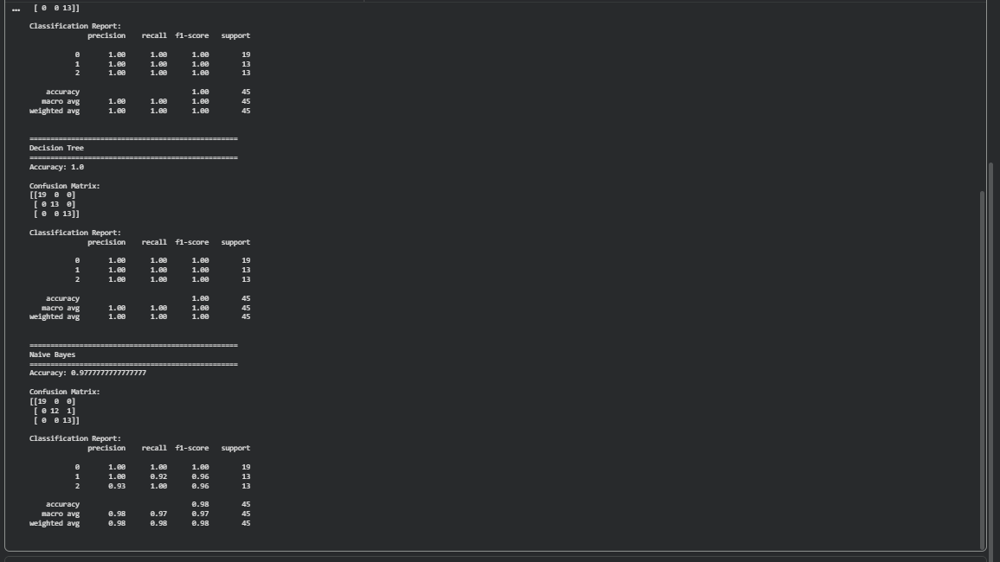 ... [ 0  0 13]]
Classification Report:
              precision    recall  f1-score   support
           0       1.00      1.00      1.00        19
           1       1.00      1.00      1.00        13
           2       1.00      1.00      1.00        13
    accuracy                           1.00        45
   macro avg       1.00      1.00      1.00        45
weighted avg       1.00      1.00      1.00        45
==================================================
Decision Tree
==================================================
Accuracy: 1.0
Confusion Matrix:
[[19  0  0]
 [ 0 13  0]
 [ 0  0 13]]
Classification Report:
              precision    recall  f1-score   support
           0       1.00      1.00      1.00        19
           1       1.00      1.00      1.00        13
           2       1.00      1.00      1.00        13
    accuracy                           1.00        45
   macro avg       1.00      1.00      1.00        45
weighted avg       1.00      1.00      1.00        45
==================================================
Naive Bayes
==================================================
Accuracy: 0.9777777777777777
Confusion Matrix:
[[19  0  0]
 [ 0 12  1]
 [ 0  0 13]]
Classification Report:
              precision    recall  f1-score   support
           0       1.00      1.00      1.00        19
           1       1.00      0.92      0.96        13
           2       0.93      1.00      0.96        13
    accuracy                           0.98        45
   macro avg       0.98      0.97      0.97        45
weighted avg       0.98      0.98      0.98        45